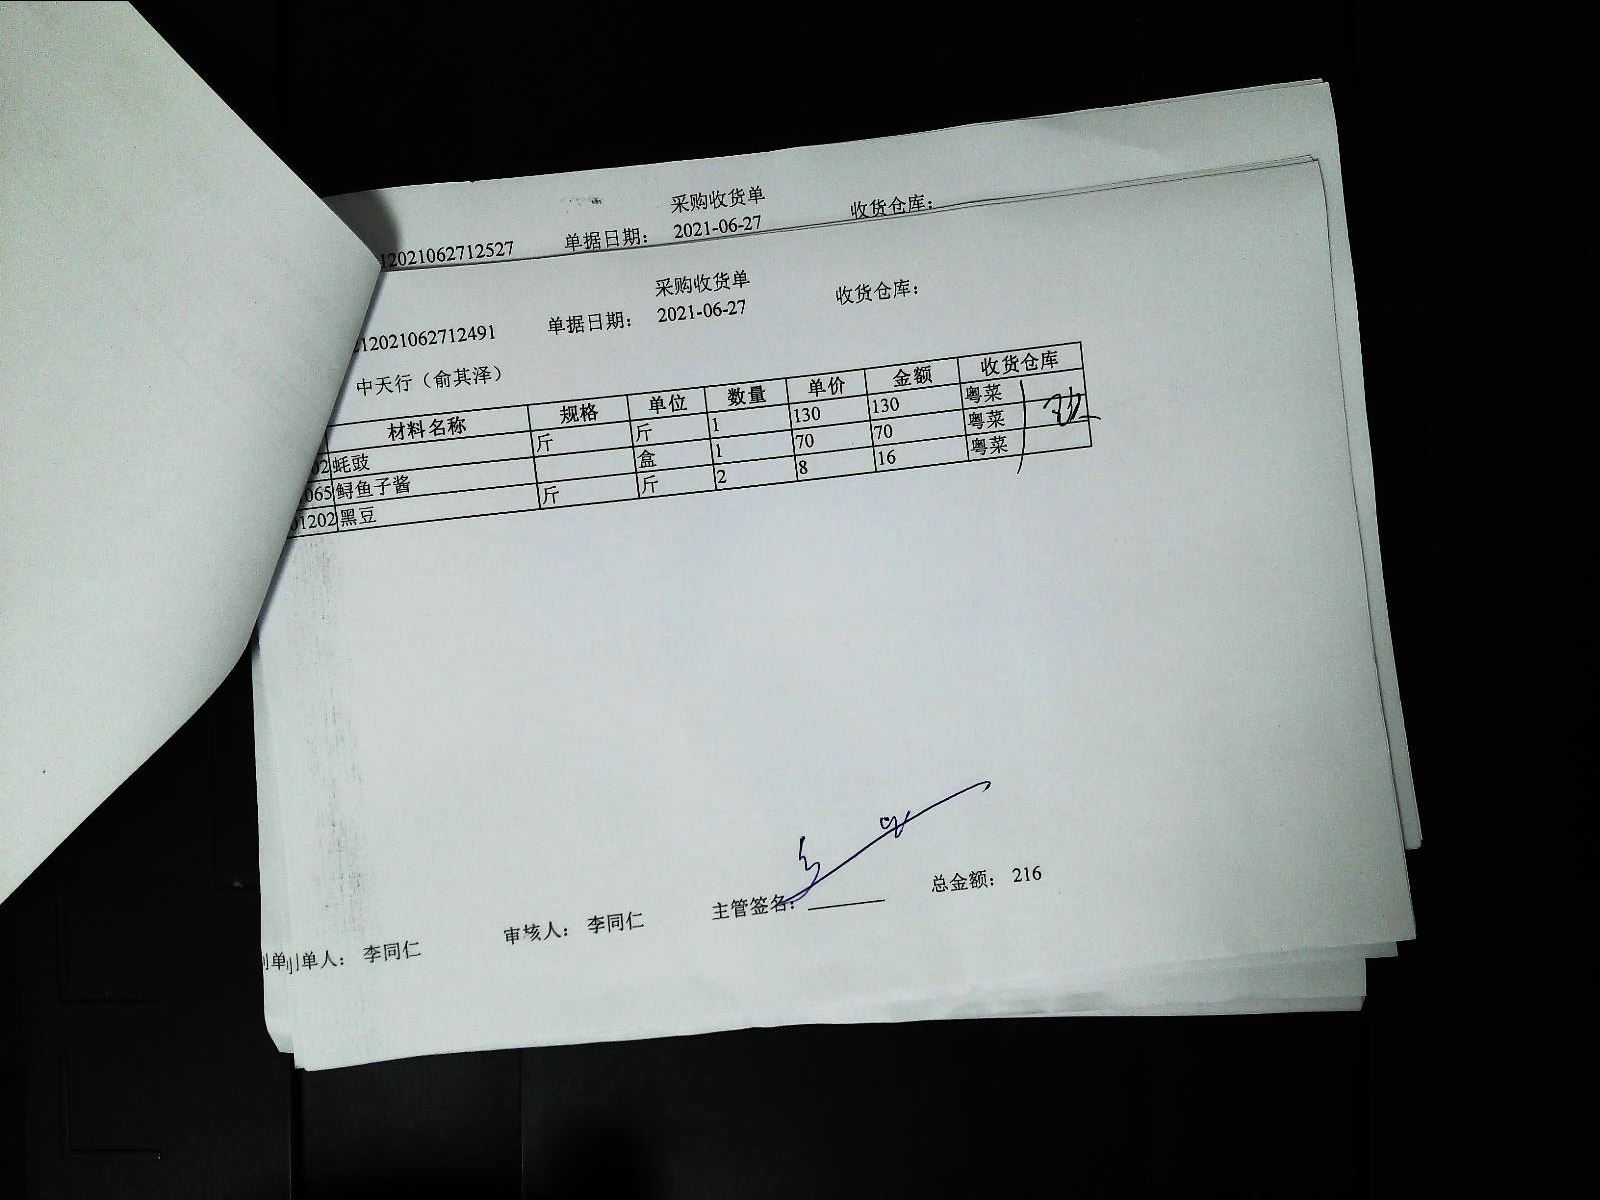 采购收货单
12021062712527 单据日期: 2021-06-27 收货仓库:
采购收货单
12021062712491 单据日期: 2021-06-27 收货仓库:
中天行（俞其泽）
材料名称 规格 单位 数量 单价 金额 收货仓库
02 蚝豉 斤 斤 1 130 130 粤菜
065 鲟鱼子酱 盒 1 70 70 粤菜
01202 黑豆 斤 斤 2 8 16 粤菜
单人: 李同仁 审核人: 李同仁 主管签名: 总金额: 216